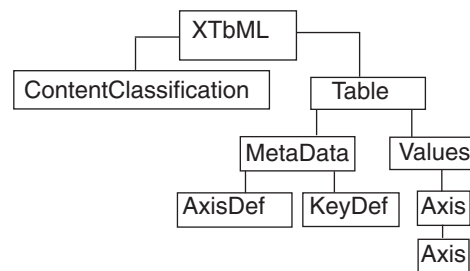 XTbML
ContentClassification
Table
MetaData
Values
AxisDef
KeyDef
Axis
Axis